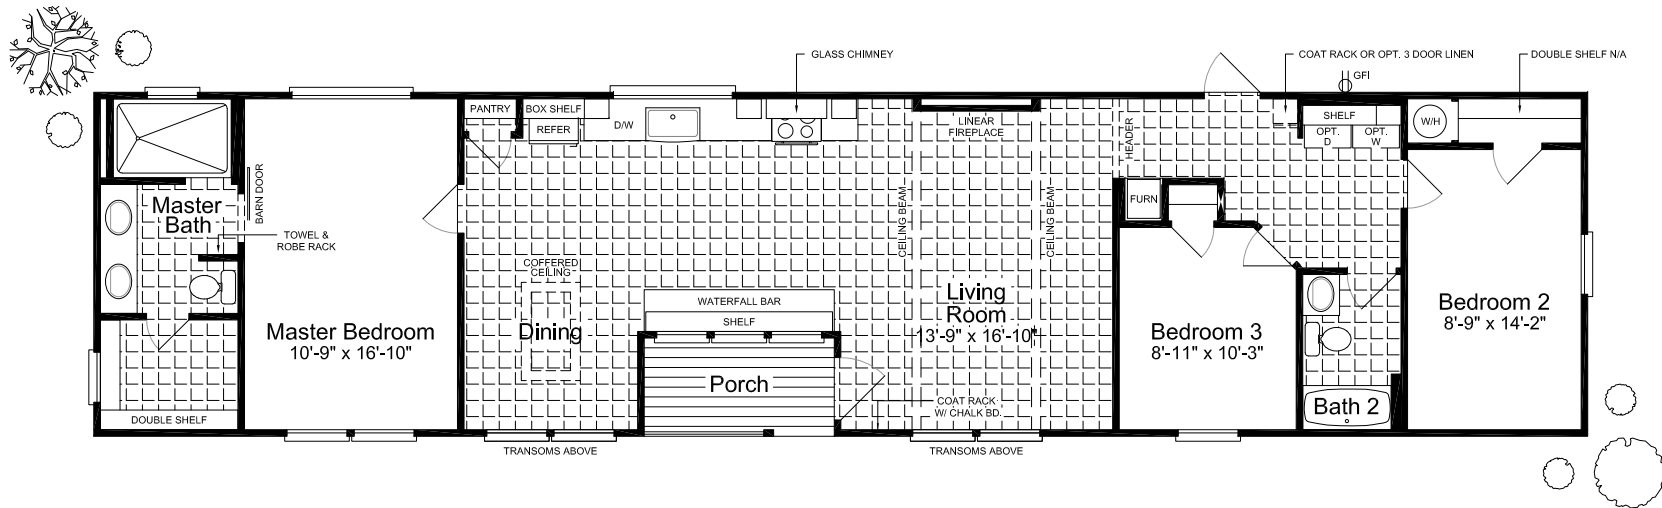 GLASS CHIMNEY
COAT RACK OR OPT. 3 DOOR LINEN
DOUBLE SHELF N/A
GFI
PANTRY
BOX SHELF
REFER
D/W
LINEAR
FIREPLACE
HEADER
SHELF
OPT.
D
OPT.
W
W/H
BARN DOOR
Master
Bath
TOWEL &
ROBE RACK
CEILING BEAM
CEILING BEAM
FURN
COFFERED
CEILING
Dining
WATERFALL BAR
SHELF
Living
Room
13'-9" x 16'-10"
Master Bedroom
10'-9" x 16'-10"
Bedroom 3
8'-11" x 10'-3"
Bedroom 2
8'-9" x 14'-2"
Porch
COAT RACK
W/ CHALK BD.
Bath 2
DOUBLE SHELF
TRANSOMS ABOVE
TRANSOMS ABOVE